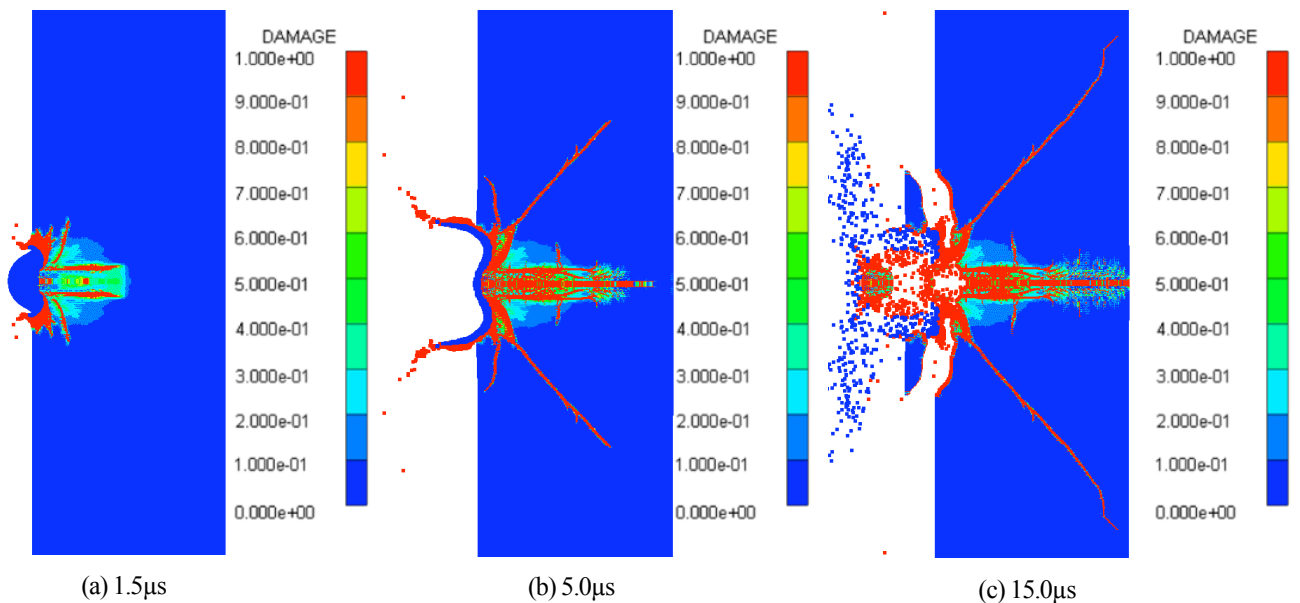 DAMAGE
1.000e+00
9.000e-01
8.000e-01
7.000e-01
6.000e-01
5.000e-01
4.000e-01
3.000e-01
2.000e-01
1.000e-01
0.000e+00
(a) 1.5μs
DAMAGE
1.000e+00
9.000e-01
8.000e-01
7.000e-01
6.000e-01
5.000e-01
4.000e-01
3.000e-01
2.000e-01
1.000e-01
0.000e+00
(b) 5.0μs
DAMAGE
1.000e+00
9.000e-01
8.000e-01
7.000e-01
6.000e-01
5.000e-01
4.000e-01
3.000e-01
2.000e-01
1.000e-01
0.000e+00
(c) 15.0μs